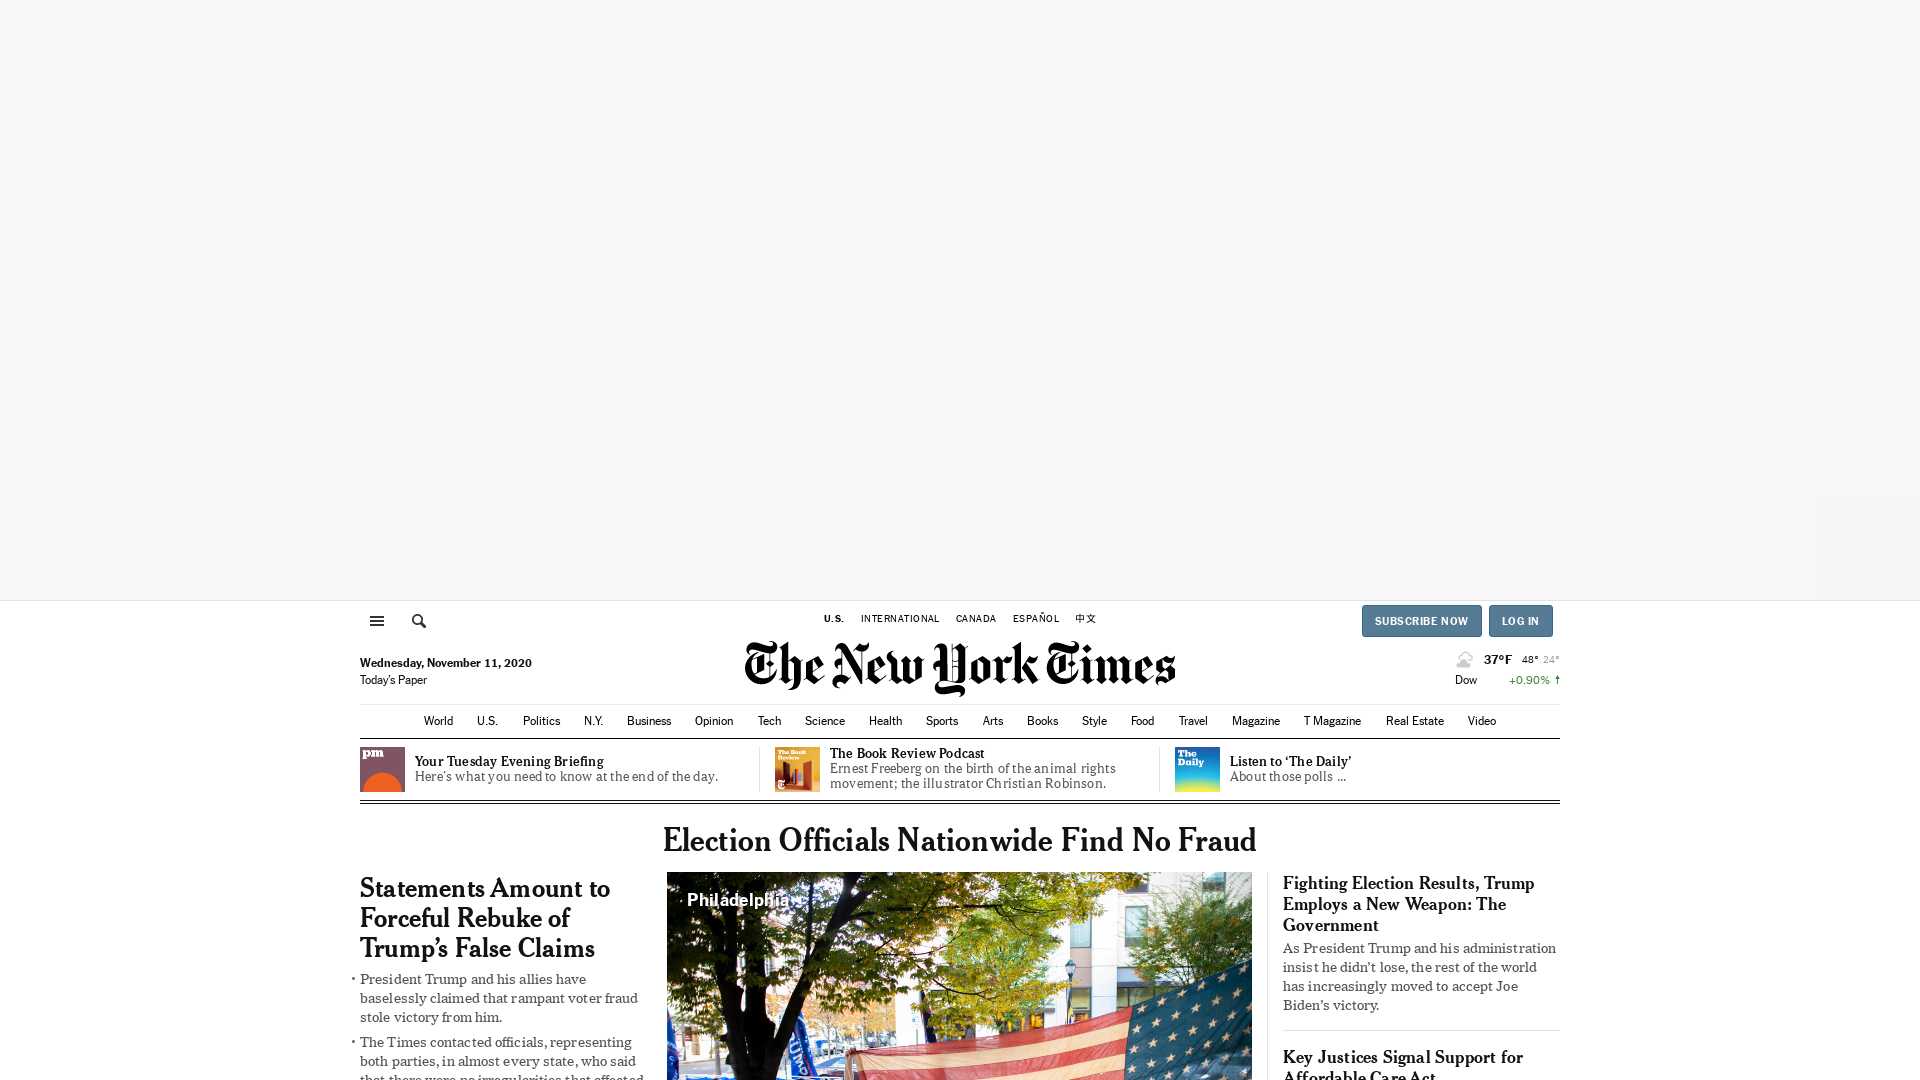 U.S. INTERNATIONAL CANADA ESPAÑOL 中文
SUBSCRIBE NOW LOG IN
The New York Times
Wednesday, November 11, 2020
Today's Paper
37°F 48° 24°
Dow +0.90% ↑
World U.S. Politics N.Y. Business Opinion Tech Science Health Sports Arts Books Style Food Travel Magazine T Magazine Real Estate Video
pm
Your Tuesday Evening Briefing
Here's what you need to know at the end of the day.
The Book
Review
The Book Review Podcast
Ernest Freeberg on the birth of the animal rights
movement; the illustrator Christian Robinson.
The
Daily
Listen to ‘The Daily’
About those polls …
Election Officials Nationwide Find No Fraud
Statements Amount to
Forceful Rebuke of
Trump’s False Claims
• President Trump and his allies have
baselessly claimed that rampant voter fraud
stole victory from him.
• The Times contacted officials, representing
both parties, in almost every state, who said
that there were no irregularities that affected
Philadelphia
Fighting Election Results, Trump
Employs a New Weapon: The
Government
As President Trump and his administration
insist he didn’t lose, the rest of the world
has increasingly moved to accept Joe
Biden’s victory.
Key Justices Signal Support for
Affordable Care Act